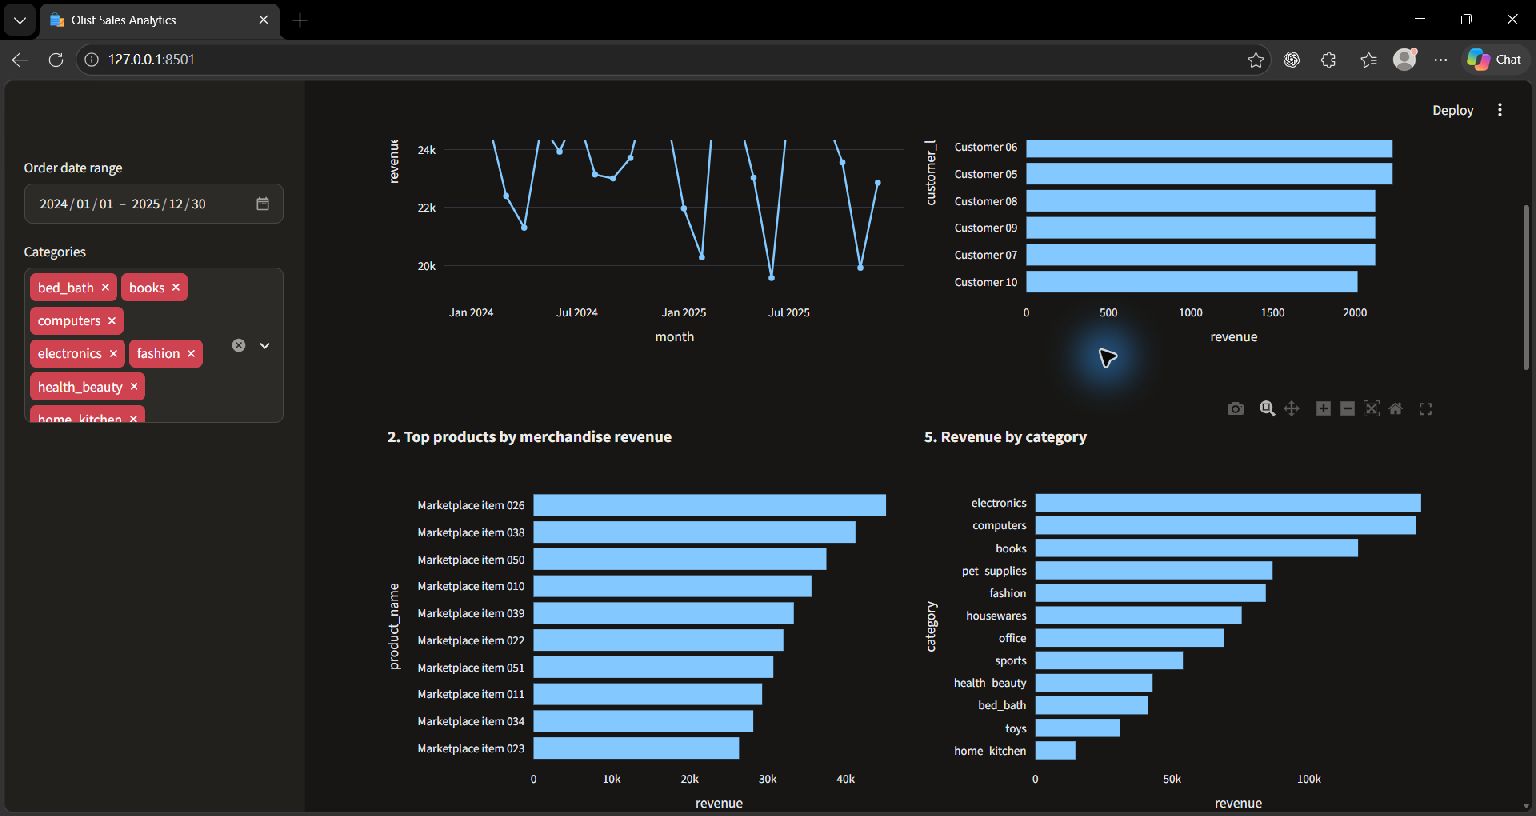 Olist Sales Analytics
127.0.0.1:8501
Chat
Deploy
Order date range
2024/01/01 – 2025/12/30
Categories
bed_bath × books ×
computers ×
electronics × fashion ×
health_beauty ×
home_kitchen ×
revenue
24k
22k
20k
Jan 2024 Jul 2024 Jan 2025 Jul 2025
month
Customer 06
Customer 05
Customer 08
Customer 09
Customer 07
Customer 10
0 500 1000 1500 2000
revenue
2. Top products by merchandise revenue
product_name
Marketplace item 026
Marketplace item 038
Marketplace item 050
Marketplace item 010
Marketplace item 039
Marketplace item 022
Marketplace item 051
Marketplace item 011
Marketplace item 034
Marketplace item 023
0 10k 20k 30k 40k
revenue
5. Revenue by category
category
electronics
computers
books
pet_supplies
fashion
housewares
office
sports
health_beauty
bed_bath
toys
home_kitchen
0 50k 100k
revenue